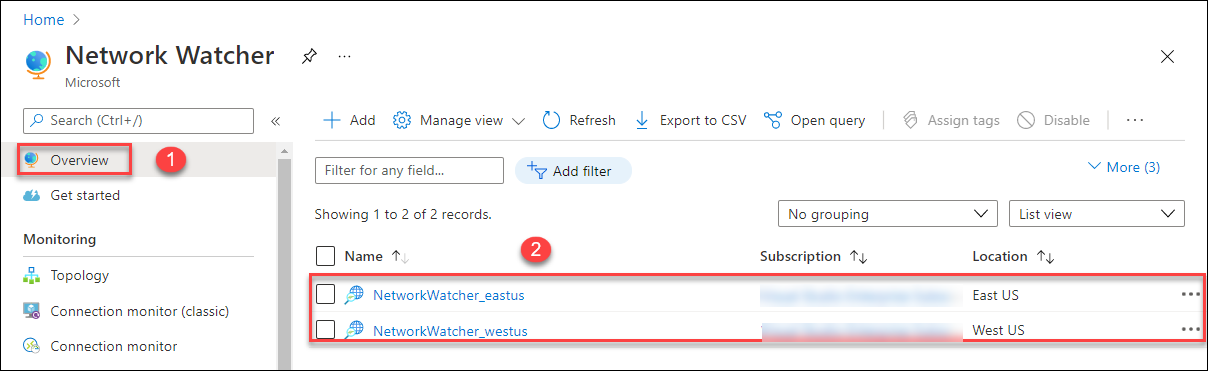 Home
Network Watcher
Microsoft
Search (Ctrl+/)
Add
Manage view
Refresh
Export to CSV
Open query
Assign tags
Disable
Overview
1
Get started
Monitoring
Topology
Connection monitor (classic)
Connection monitor
Filter for any field...
Add filter
More (3)
Showing 1 to 2 of 2 records.
No grouping
List view
2
Name
Subscription
Location
NetworkWatcher_eastus
East US
NetworkWatcher_westus
West US